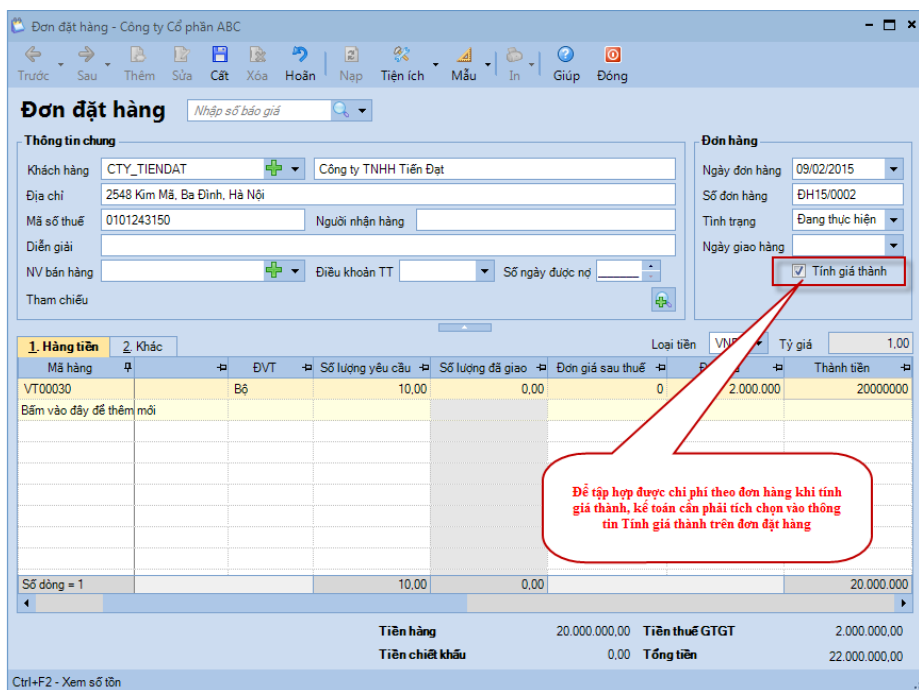 Đơn đặt hàng - Công ty Cổ phần ABC
Trước Sau Thêm Sửa Cất Xóa Hoãn Nạp Tiện ích Mẫu In Giúp Đóng
Đơn đặt hàng Nhập số báo giá
Thông tin chung
Đơn hàng
Khách hàng CTY_TIENDAT Công ty TNHH Tiến Đạt
Ngày đơn hàng 09/02/2015
Địa chỉ 2548 Kim Mã, Ba Đình, Hà Nội
Số đơn hàng ĐH15/0002
Mã số thuế 0101243150 Người nhận hàng
Tình trạng Đang thực hiện
Diễn giải
Ngày giao hàng
NV bán hàng Điều khoản TT Số ngày được nợ
Tính giá thành
Tham chiếu
1. Hàng tiền 2. Khác
Loại tiền Tỷ giá 1,00
Mã hàng ĐVT Số lượng yêu cầu Số lượng đã giao Đơn giá sau thuế Thành tiền
VT00030 Bộ 10,00 0,00 0 2.000.000 20000000
Bấm vào đây để thêm mới
Để tập hợp được chi phí theo đơn hàng khi tính
giá thành, kế toán cần phải tích chọn vào thông
tin Tính giá thành trên đơn đặt hàng
Số dòng = 1 10,00 0,00 20.000.000
Tiền hàng 20.000.000,00 Tiền thuế GTGT 2.000.000,00
Tiền chiết khấu 0,00 Tổng tiền 22.000.000,00
Ctrl+F2 - Xem số tồn